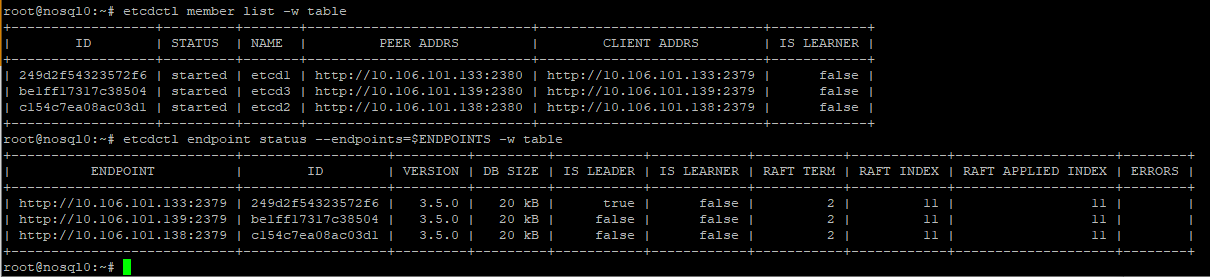 root@nosql0:~# etcdctl member list -w table
+------------------+---------+-------+----------------------------+----------------------------+------------+
|        ID        | STATUS  | NAME  |         PEER ADDRS         |        CLIENT ADDRS        | IS LEARNER |
+------------------+---------+-------+----------------------------+----------------------------+------------+
| 249d2f54323572f6 | started | etcd1 | http://10.106.101.133:2380 | http://10.106.101.133:2379 |      false |
| be1ff17317c38504 | started | etcd3 | http://10.106.101.139:2380 | http://10.106.101.139:2379 |      false |
| c154c7ea08ac03d1 | started | etcd2 | http://10.106.101.138:2380 | http://10.106.101.138:2379 |      false |
+------------------+---------+-------+----------------------------+----------------------------+------------+
root@nosql0:~# etcdctl endpoint status --endpoints=$ENDPOINTS -w table
+----------------------------+------------------+---------+---------+-----------+------------+-----------+------------+--------------------+--------+
|          ENDPOINT          |        ID        | VERSION | DB SIZE | IS LEADER | IS LEARNER | RAFT TERM | RAFT INDEX | RAFT APPLIED INDEX | ERRORS |
+----------------------------+------------------+---------+---------+-----------+------------+-----------+------------+--------------------+--------+
| http://10.106.101.133:2379 | 249d2f54323572f6 |   3.5.0 |   20 kB |      true |      false |         2 |         11 |                 11 |        |
| http://10.106.101.139:2379 | be1ff17317c38504 |   3.5.0 |   20 kB |     false |      false |         2 |         11 |                 11 |        |
| http://10.106.101.138:2379 | c154c7ea08ac03d1 |   3.5.0 |   20 kB |     false |      false |         2 |         11 |                 11 |        |
+----------------------------+------------------+---------+---------+-----------+------------+-----------+------------+--------------------+--------+
root@nosql0:~#